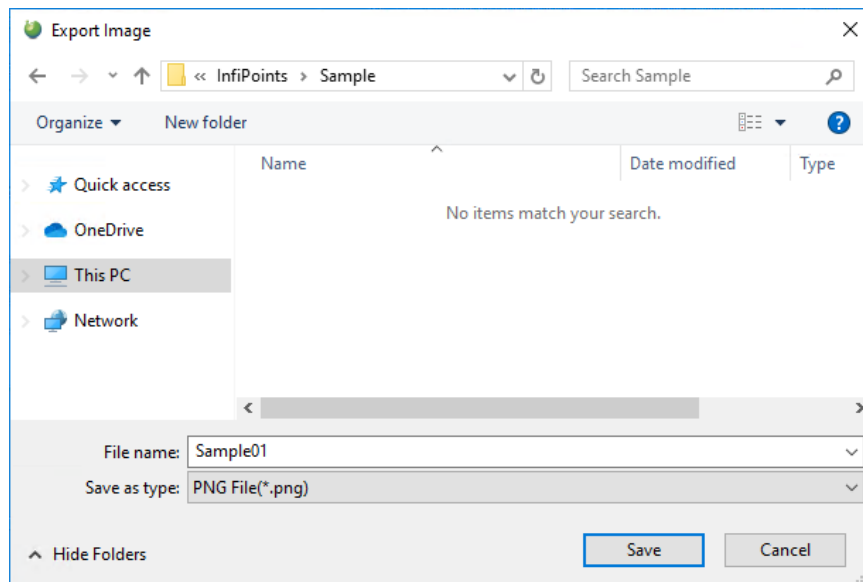 Export Image
« InfiPoints › Sample
Search Sample
Organize
New folder
Name
Date modified
Type
Quick access
No items match your search.
OneDrive
This PC
Network
File name: Sample01
Save as type: PNG File(*.png)
Hide Folders
Save
Cancel